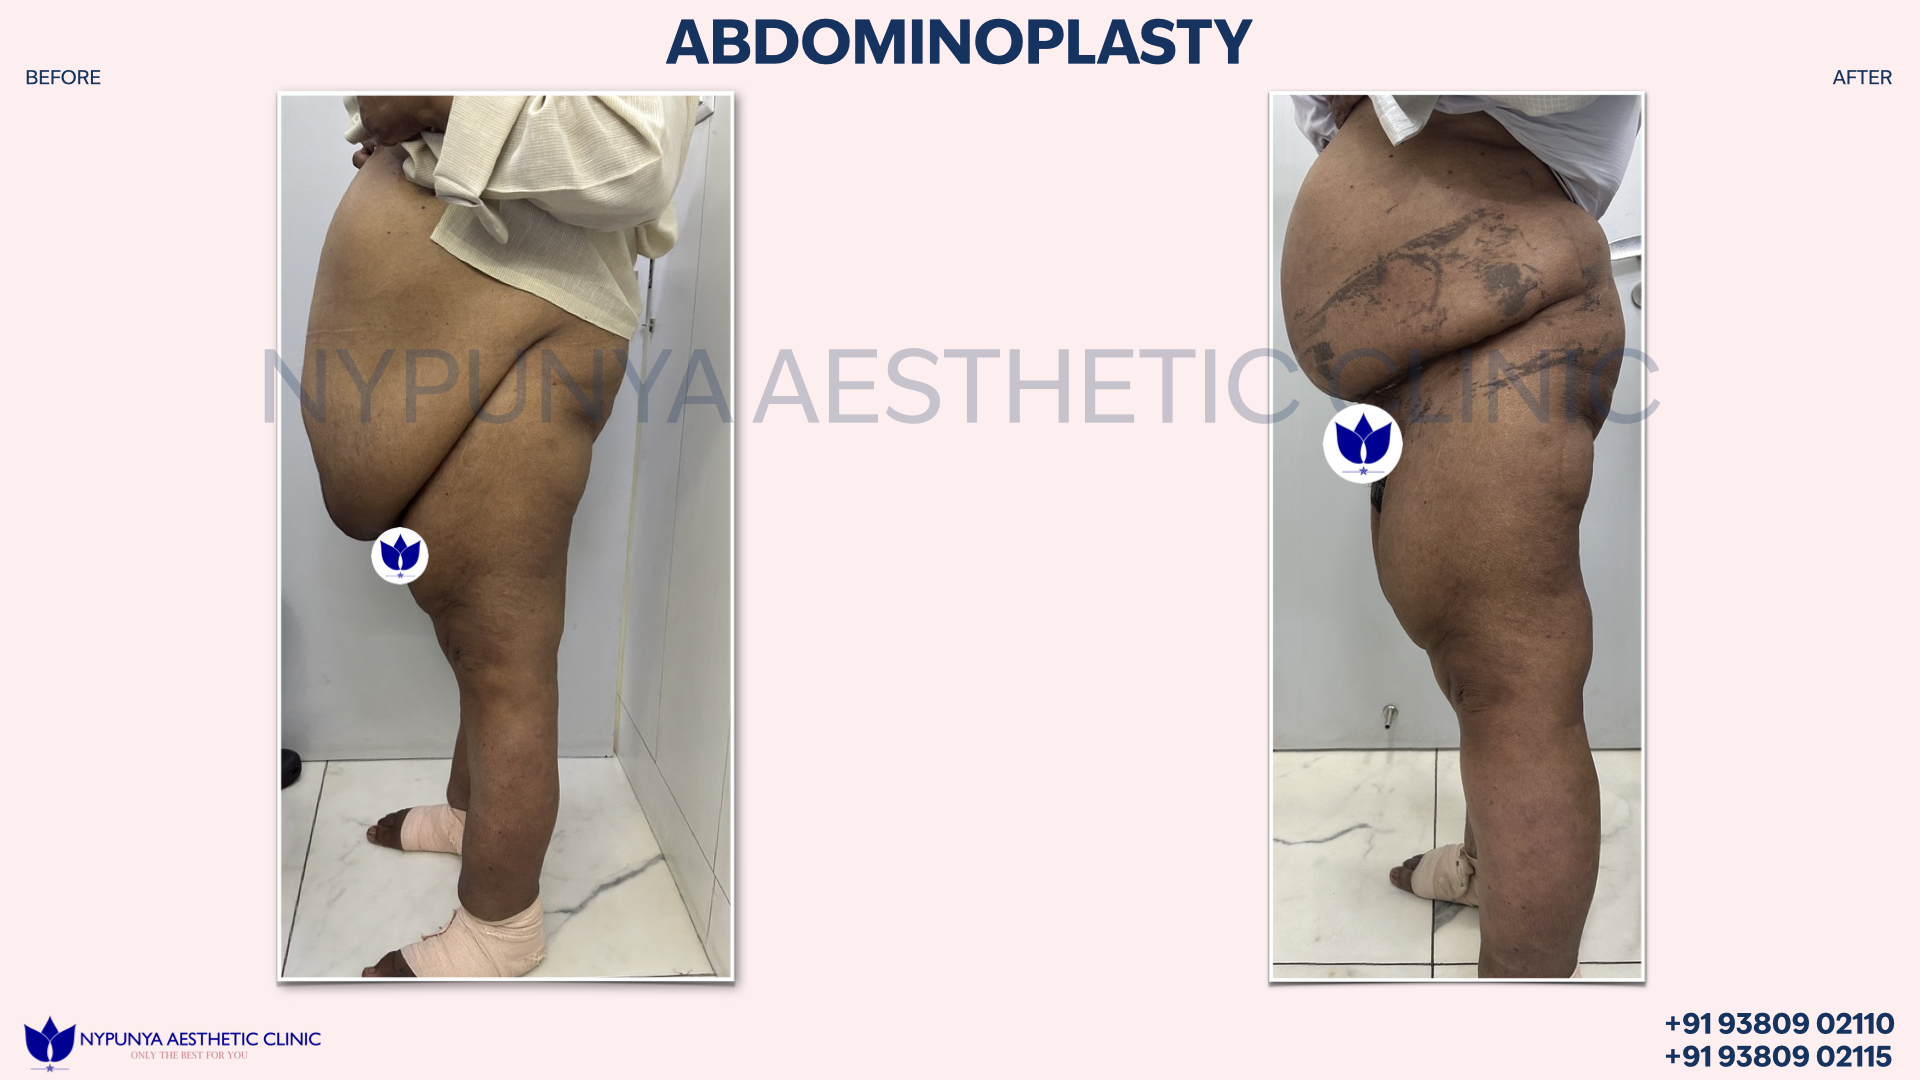 ABDOMINOPLASTY
BEFORE
AFTER
NYPUNYA AESTHETIC CLINIC
NYPUNYA AESTHETIC CLINIC
ONLY THE BEST FOR YOU
+91 93809 02110
+91 93809 02115